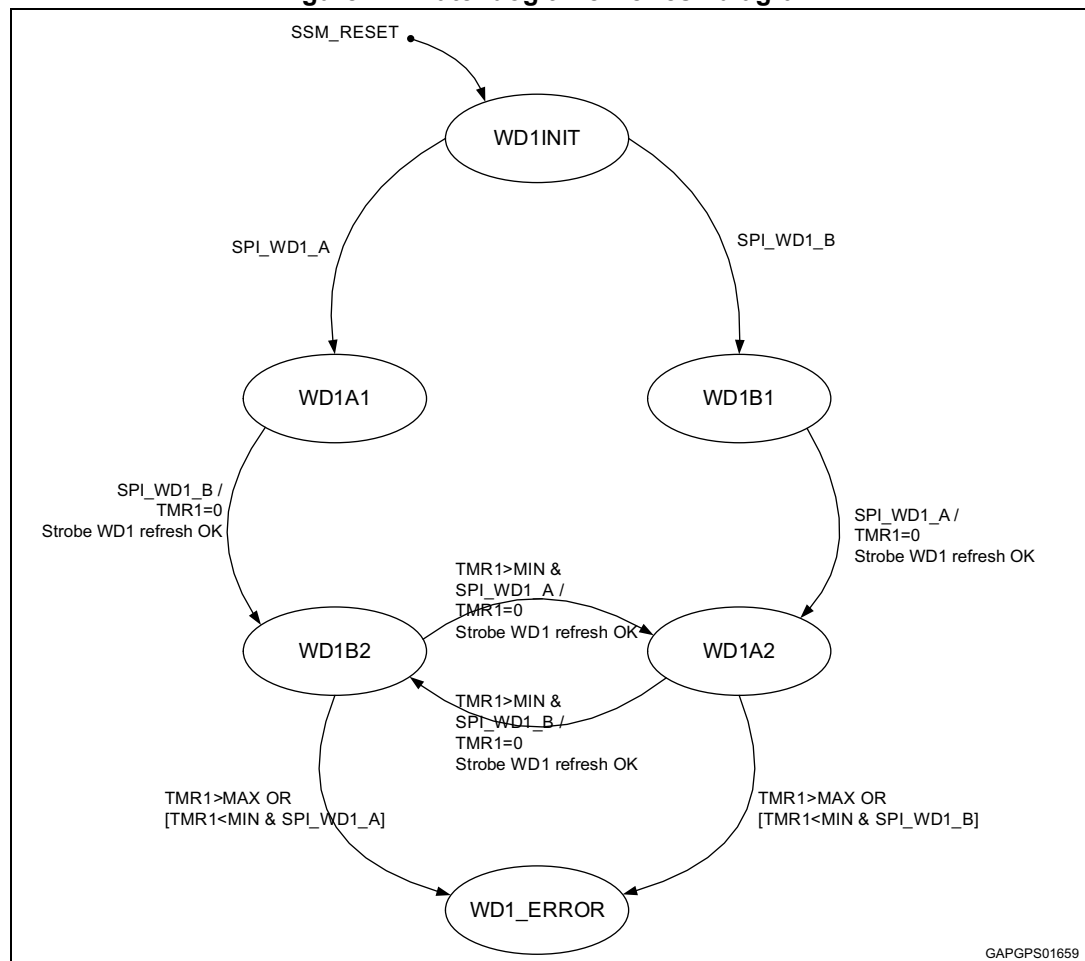 SSM_RESET
WD1INIT
SPI_WD1_A
SPI_WD1_B
WD1A1
WD1B1
SPI_WD1_B /
TMR1=0
Strobe WD1 refresh OK
SPI_WD1_A /
TMR1=0
Strobe WD1 refresh OK
TMR1>MIN &
SPI_WD1_A /
TMR1=0
Strobe WD1 refresh OK
WD1B2
WD1A2
TMR1>MIN &
SPI_WD1_B /
TMR1=0
Strobe WD1 refresh OK
TMR1>MAX OR
[TMR1<MIN & SPI_WD1_A]
TMR1>MAX OR
[TMR1<MIN & SPI_WD1_B]
WD1_ERROR
GAPGPS01659